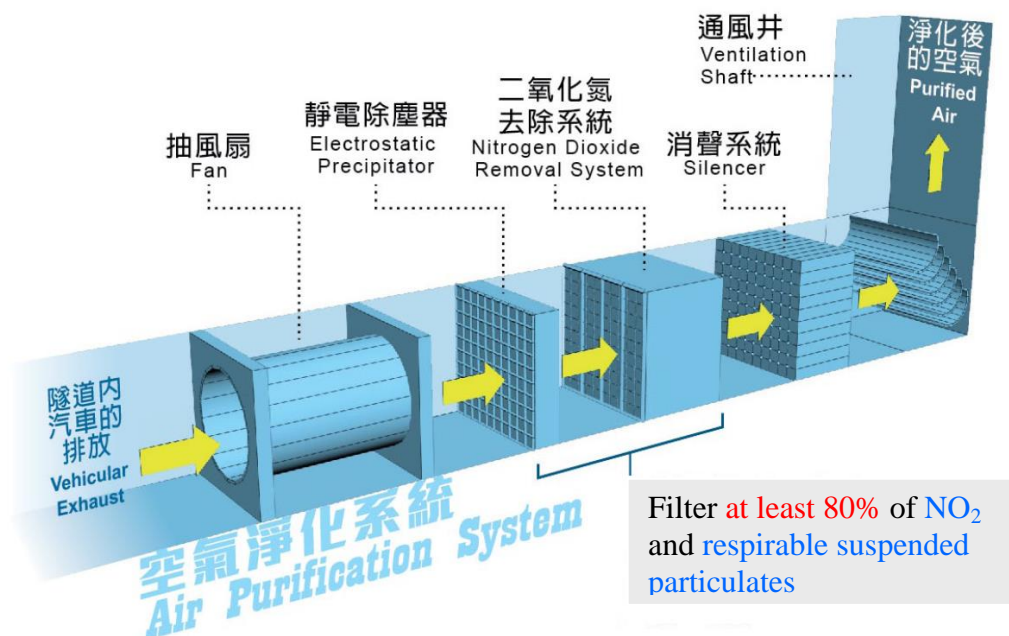 通風井
Ventilation
Shaft
淨化後
的空氣
Purified
Air
二氧化氮
去除系統
Nitrogen Dioxide
Removal System
靜電除塵器
Electrostatic
Precipitator
消聲系統
Silencer
抽風扇
Fan
隧道內
汽車的
排放
Vehicular
Exhaust
空氣淨化系統
Air Purification System
Filter at least 80% of NO₂
and respirable suspended
particulates